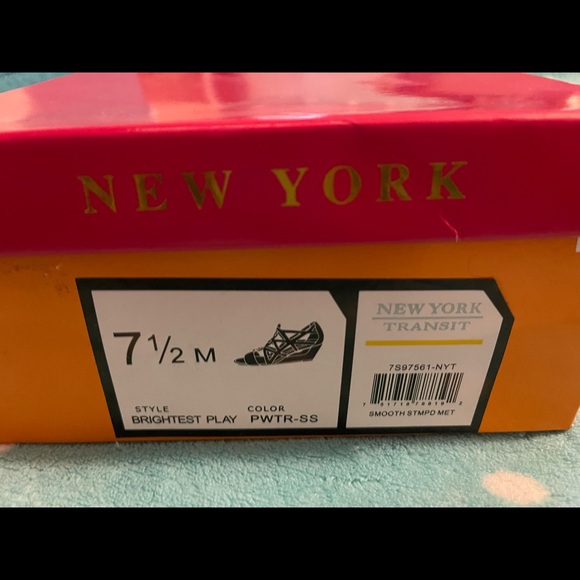 NEW YORK
7 1/2 M
STYLE COLOR
BRIGHTEST PLAY PWTR-SS
NEW YORK
TRANSIT
7S97561-NYT
SMOOTH STMPD MET